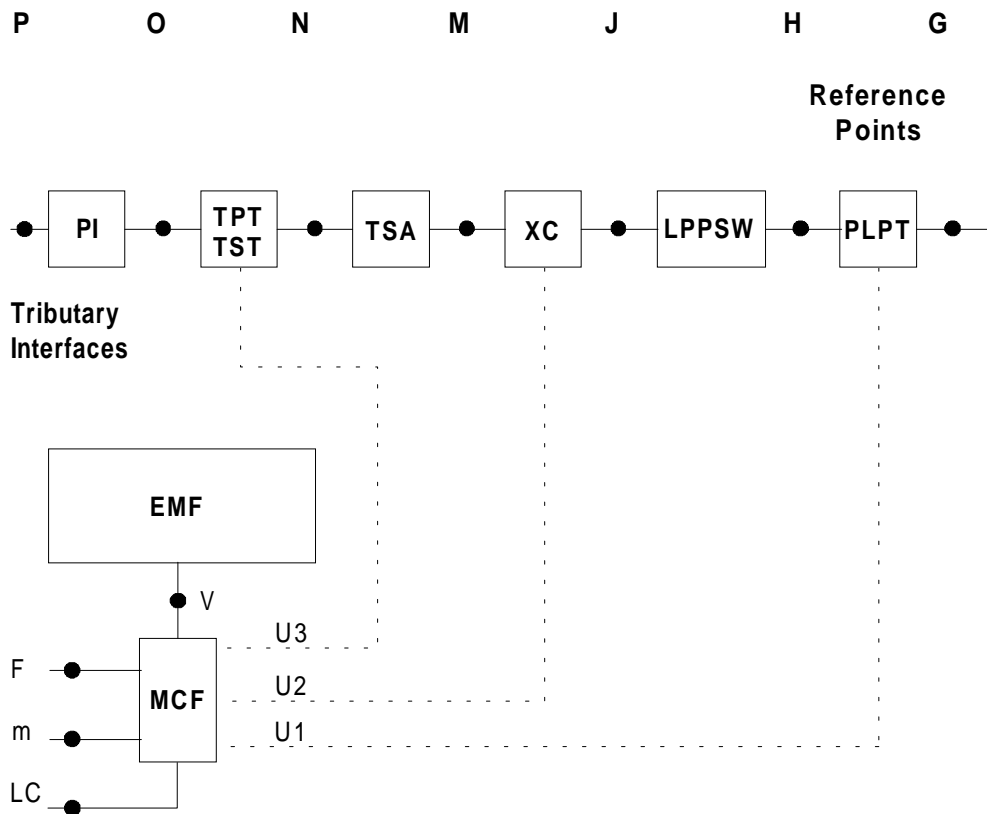 P O N M J H G
Reference
Points
PI
TPT
TST
TSA
XC
LPPSW
PLPT
Tributary
Interfaces
EMF
V
U3
F
U2
MCF
m
U1
LC